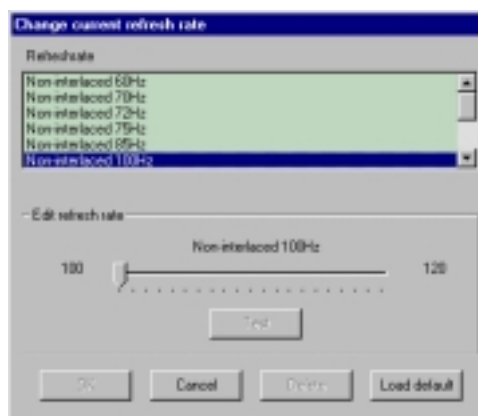 Change current refresh rate
Refreshrate
Non-interlaced 60Hz
Non-interlaced 70Hz
Non-interlaced 72Hz
Non-interlaced 75Hz
Non-interlaced 85Hz
Non-interlaced 100Hz
Edit refresh rate
Non-interlaced 100Hz
100 120
Test
OK Cancel Delete Load default